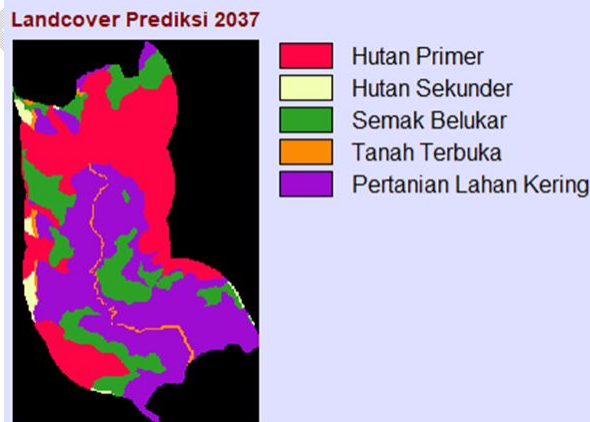 Landcover Prediksi 2037
Hutan Primer
Hutan Sekunder
Semak Belukar
Tanah Terbuka
Pertanian Lahan Kering